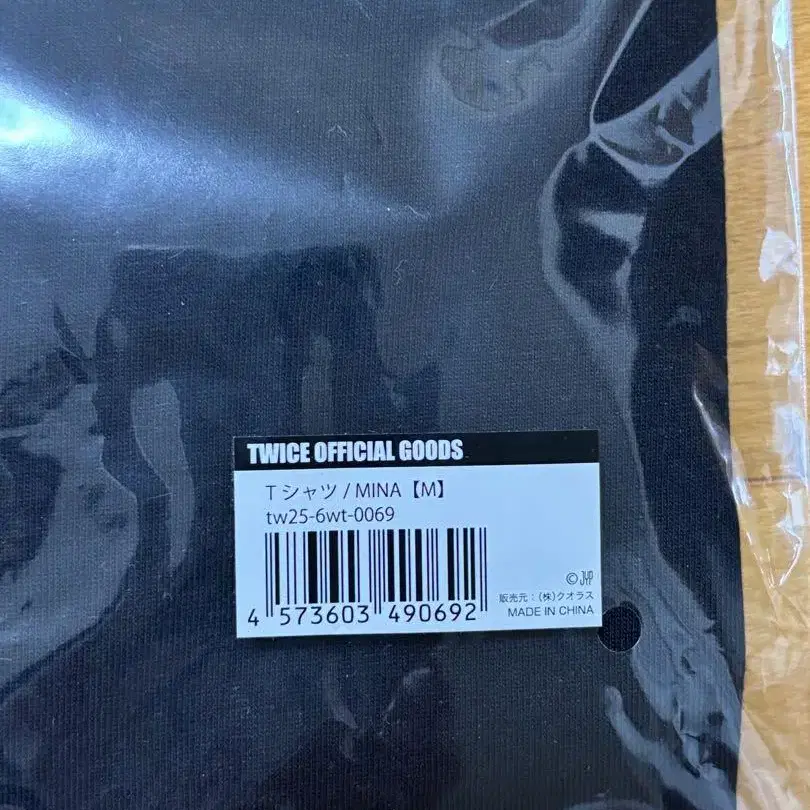 TWICE OFFICIAL GOODS
Tシャツ / MINA【M】
tw25-6wt-0069
© JYP
販売元：（株）クオラス
MADE IN CHINA
4 573603 490692